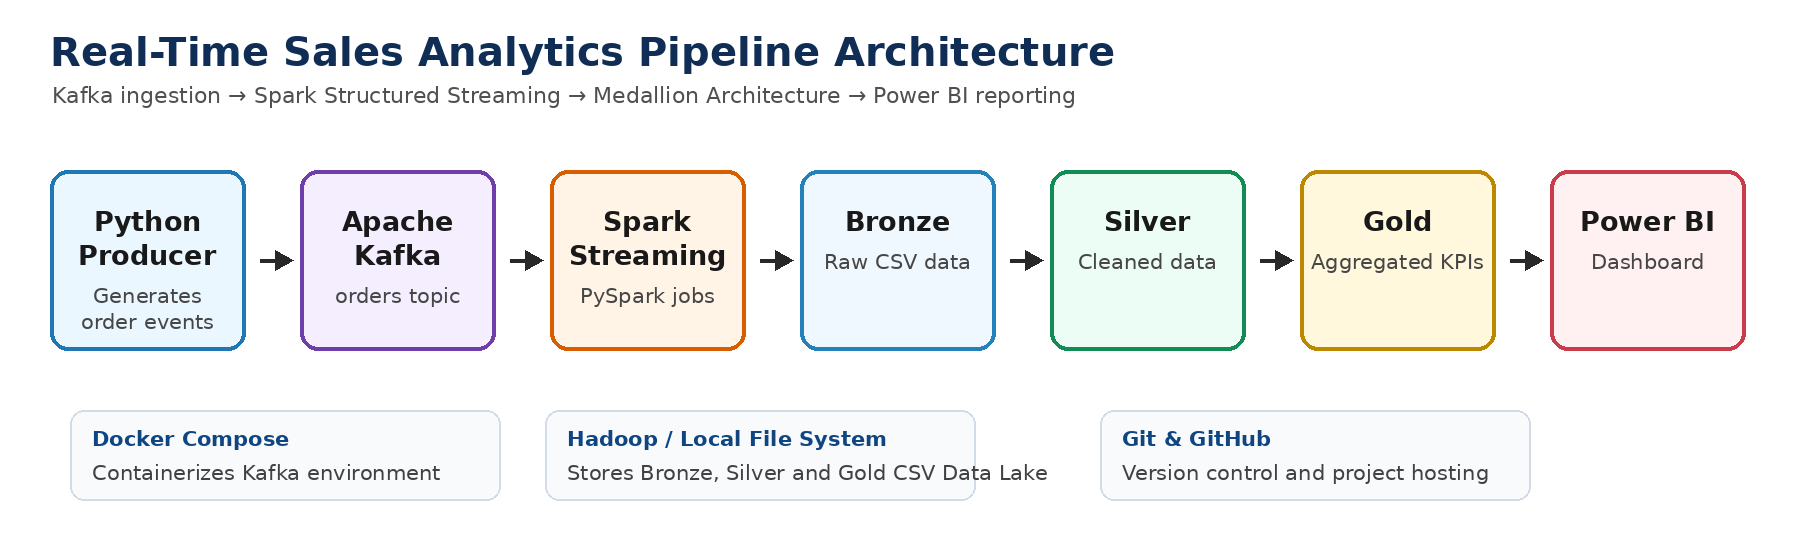 Real-Time Sales Analytics Pipeline Architecture
Kafka ingestion → Spark Structured Streaming → Medallion Architecture → Power BI reporting
Python
Producer
Generates
order events
Apache
Kafka
orders topic
Spark
Streaming
PySpark jobs
Bronze
Raw CSV data
Silver
Cleaned data
Gold
Aggregated KPIs
Power BI
Dashboard
Docker Compose
Containerizes Kafka environment
Hadoop / Local File System
Stores Bronze, Silver and Gold CSV Data Lake
Git & GitHub
Version control and project hosting